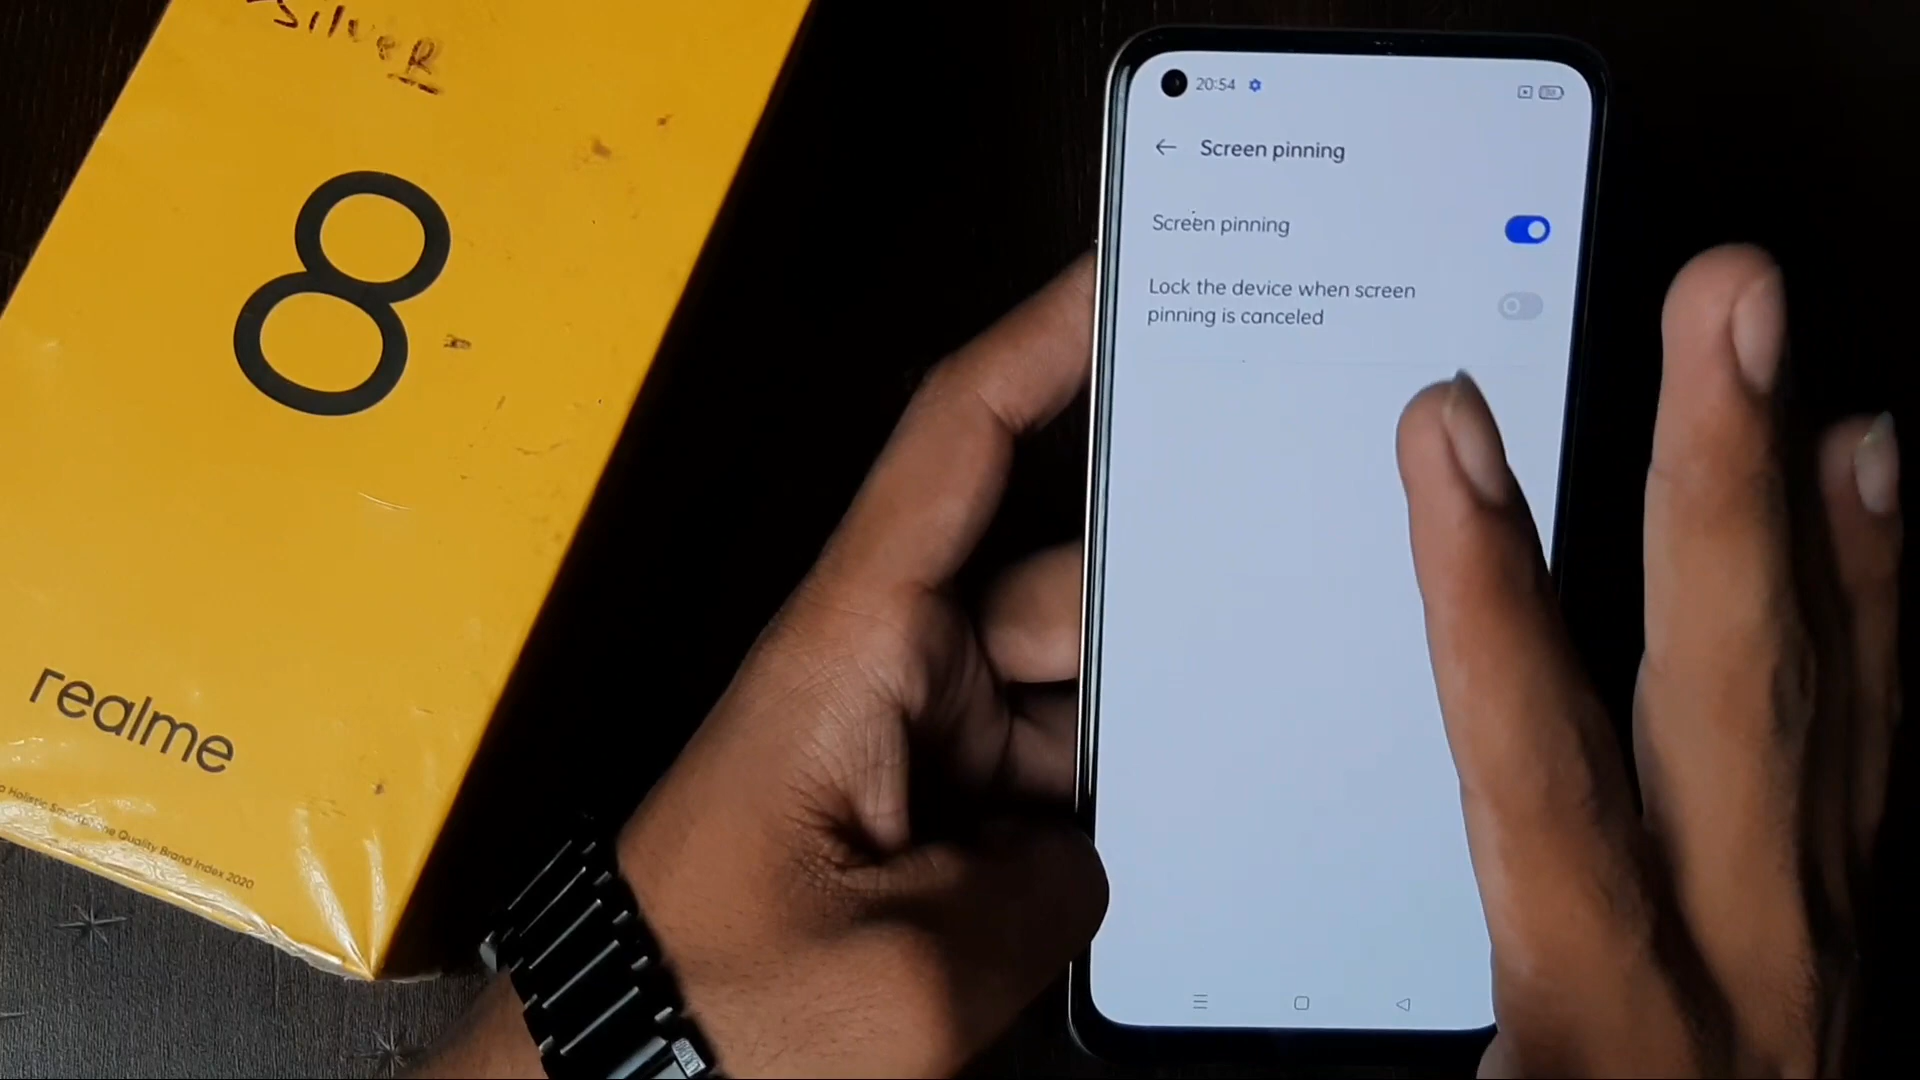 SilveR
8
realme
Holistic Smartphone Quality Brand Index 2020
20:54
Screen pinning
Screen pinning
Lock the device when screen
pinning is canceled